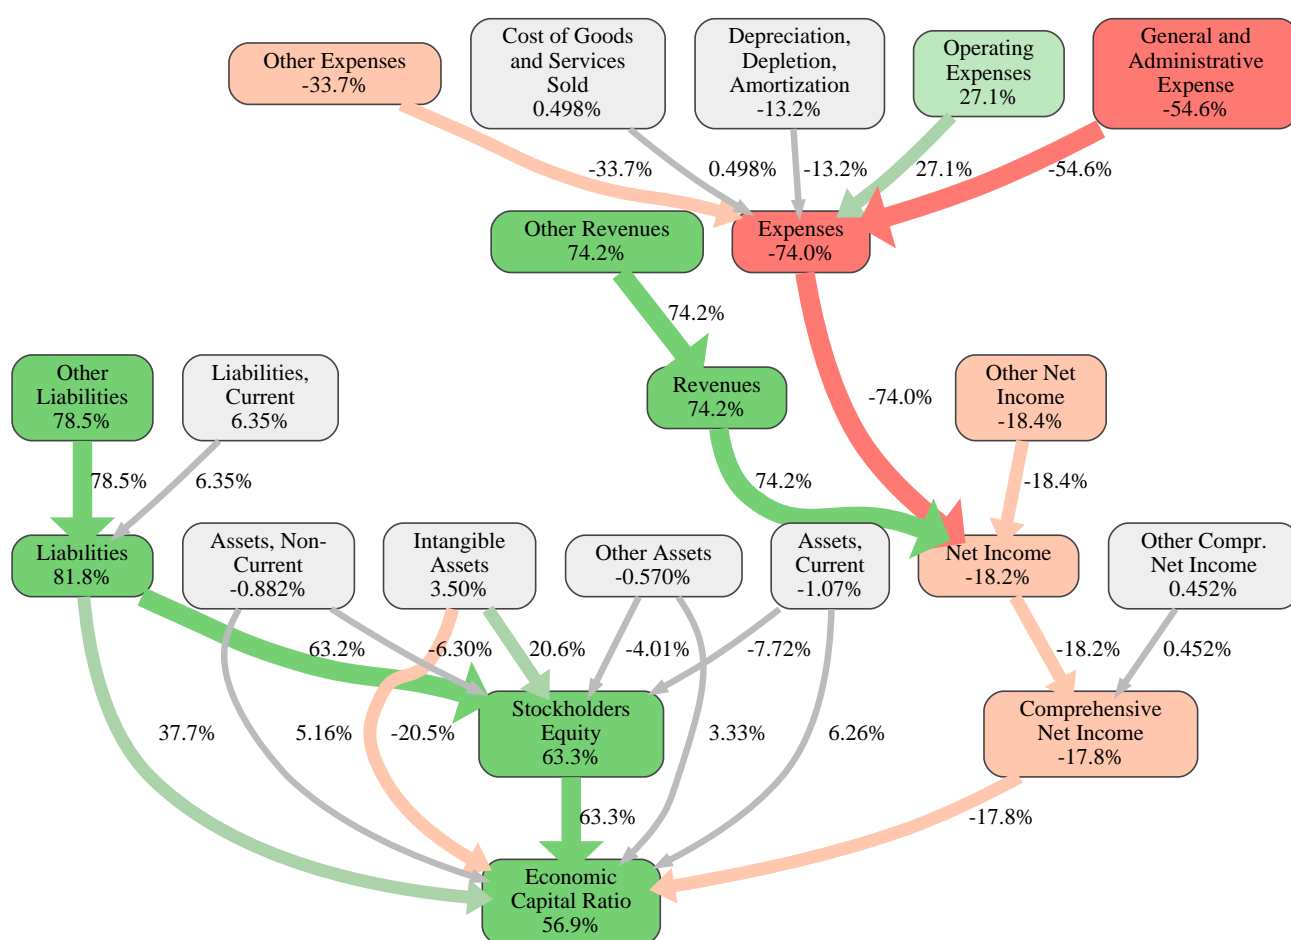 Other Expenses
-33.7%
Cost of Goods
and Services
Sold
0.498%
Depreciation,
Depletion,
Amortization
-13.2%
Operating
Expenses
27.1%
General and
Administrative
Expense
-54.6%
-33.7%
0.498%
-13.2%
27.1%
-54.6%
Other Revenues
74.2%
Expenses
-74.0%
74.2%
Other
Liabilities
78.5%
Liabilities,
Current
6.35%
Revenues
74.2%
-74.0%
Other Net
Income
-18.4%
78.5%
6.35%
74.2%
-18.4%
Liabilities
81.8%
Assets, Non-
Current
-0.882%
Intangible
Assets
3.50%
Other Assets
-0.570%
Assets,
Current
-1.07%
Net Income
-18.2%
Other Compr.
Net Income
0.452%
63.2%
-6.30%
20.6%
-4.01%
-7.72%
-18.2%
0.452%
37.7%
5.16%
-20.5%
Stockholders
Equity
63.3%
3.33%
6.26%
Comprehensive
Net Income
-17.8%
63.3%
-17.8%
Economic
Capital Ratio
56.9%